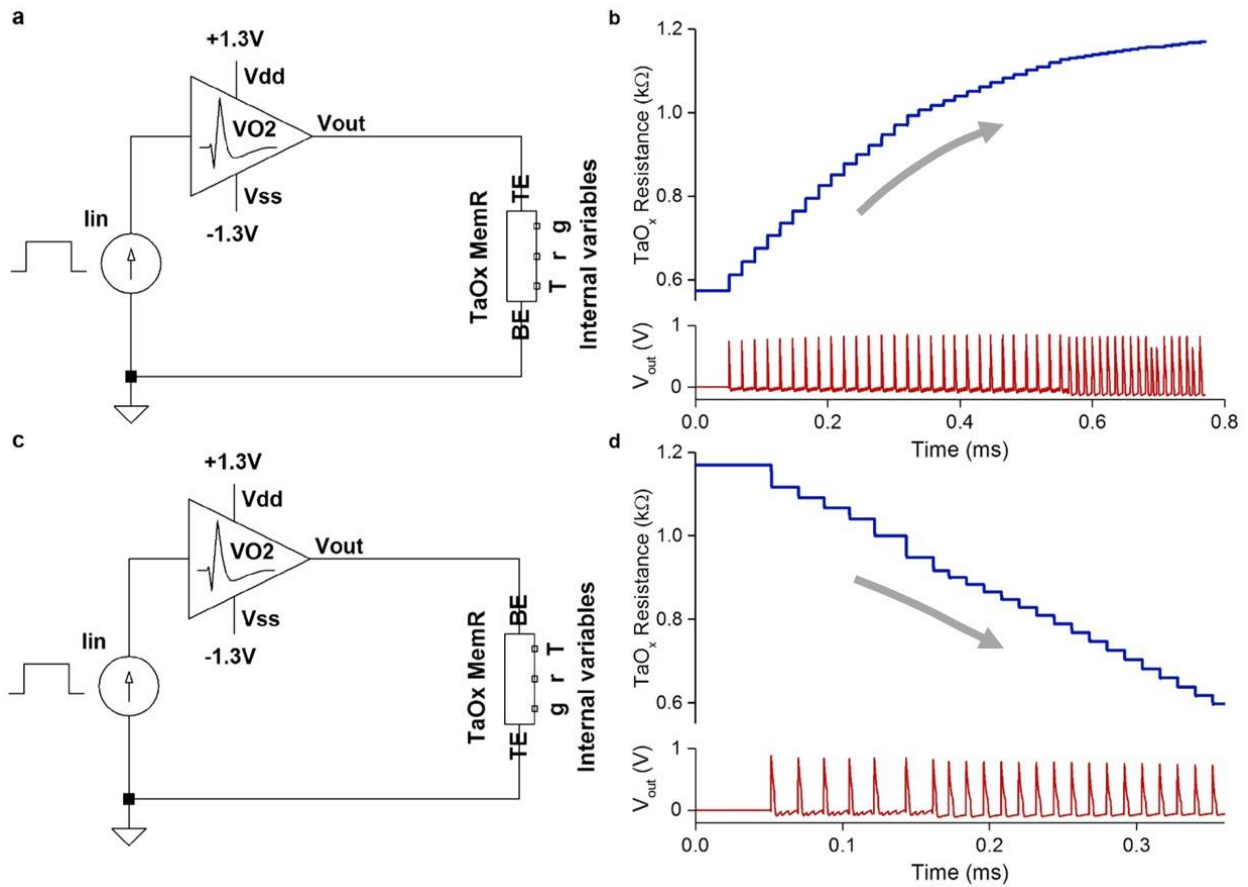 a
+1.3V
Vdd
VO2
Vout
Vss
-1.3V
Iin
TE
TaOx MemR
BE
T r g
Internal variables
b
1.2
1.0
0.8
0.6
TaOₓ Resistance (kΩ)
1
0
V_out (V)
0.0 0.2 0.4 0.6 0.8
Time (ms)
c
+1.3V
Vdd
VO2
Vout
Vss
-1.3V
Iin
BE
TaOx MemR
TE
g r T
Internal variables
d
1.2
1.0
0.8
0.6
TaOₓ Resistance (kΩ)
1
0
V_out (V)
0.0 0.1 0.2 0.3
Time (ms)